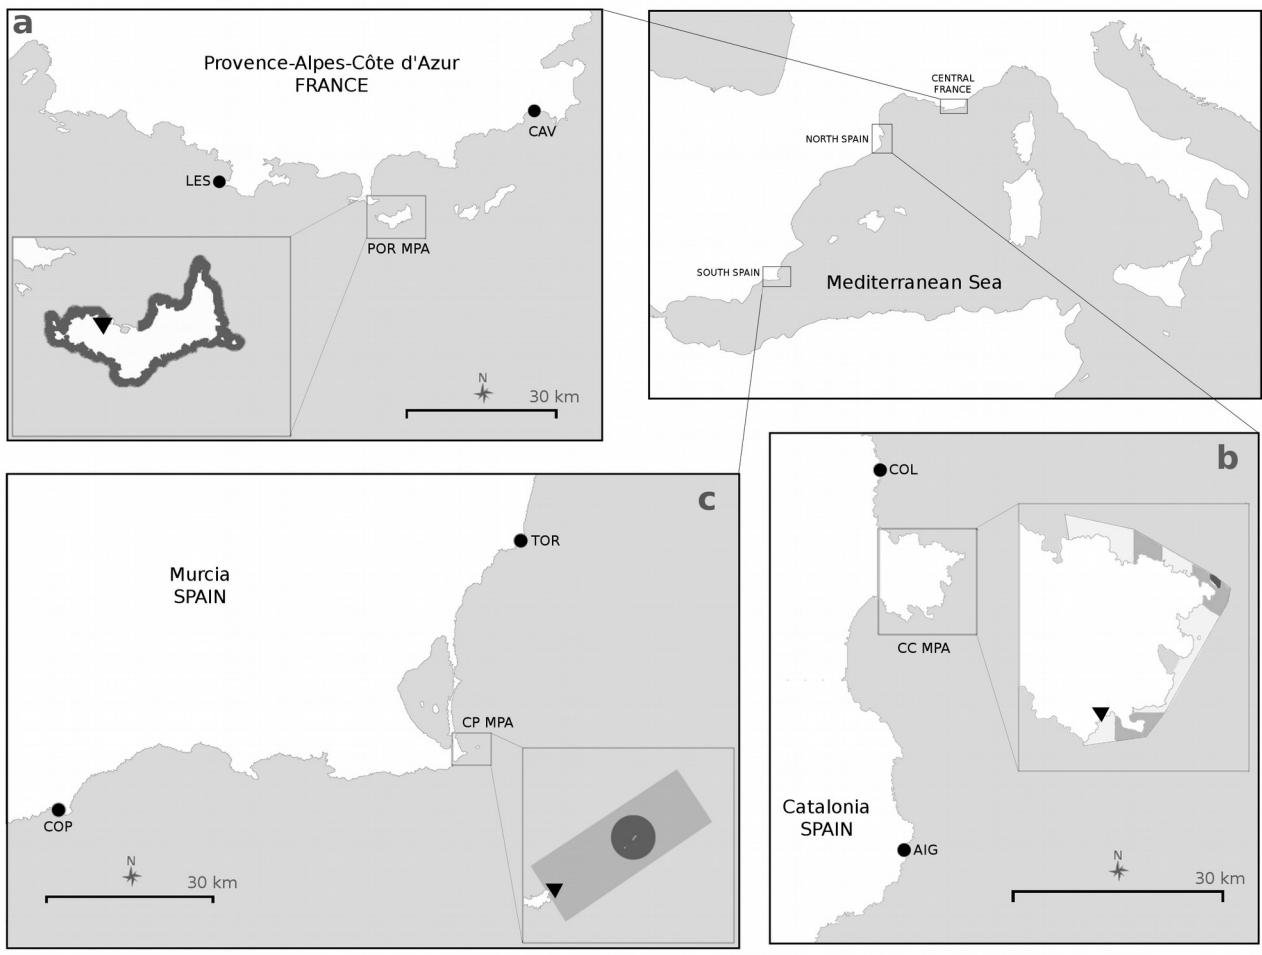 a
Provence-Alpes-Côte d'Azur
FRANCE
CAV
LES
POR MPA
N
30 km
CENTRAL
FRANCE
NORTH SPAIN
SOUTH SPAIN
Mediterranean Sea
b
COL
CC MPA
Catalonia
SPAIN
AIG
N
30 km
c
TOR
Murcia
SPAIN
CP MPA
COP
N
30 km